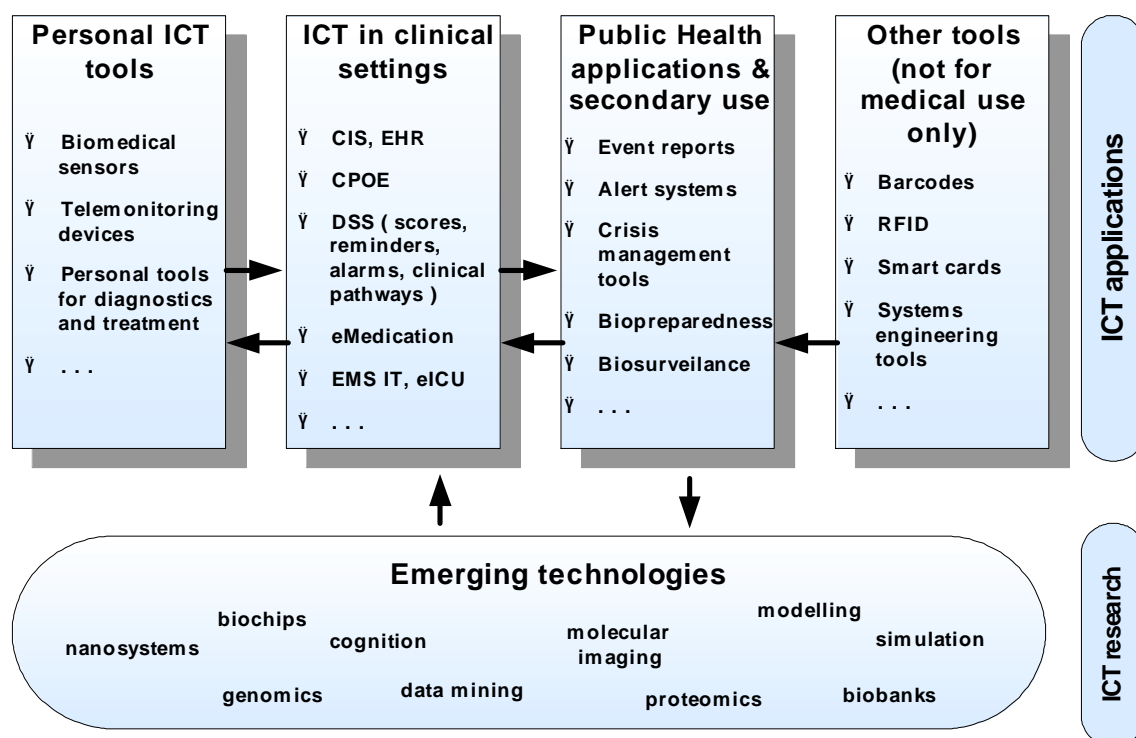 Personal ICT
tools
Ÿ Biomedical
sensors
Ÿ Telemonitoring
devices
Ÿ Personal tools
for diagnostics
and treatment
Ÿ . . .
ICT in clinical
settings
Ÿ CIS, EHR
Ÿ CPOE
Ÿ DSS ( scores,
reminders,
alarms, clinical
pathways )
Ÿ eMedication
Ÿ EMS IT, eICU
Ÿ . . .
Public Health
applications &
secondary use
Ÿ Event reports
Ÿ Alert systems
Ÿ Crisis
management
tools
Ÿ Biopreparedness
Ÿ Biosurveilance
Ÿ . . .
Other tools
(not for
medical use
only)
Ÿ Barcodes
Ÿ RFID
Ÿ Smart cards
Ÿ Systems
engineering
tools
Ÿ . . .
ICT applications
Emerging technologies
nanosystems
biochips
cognition
molecular
imaging
modelling
simulation
genomics
data mining
proteomics
biobanks
ICT research